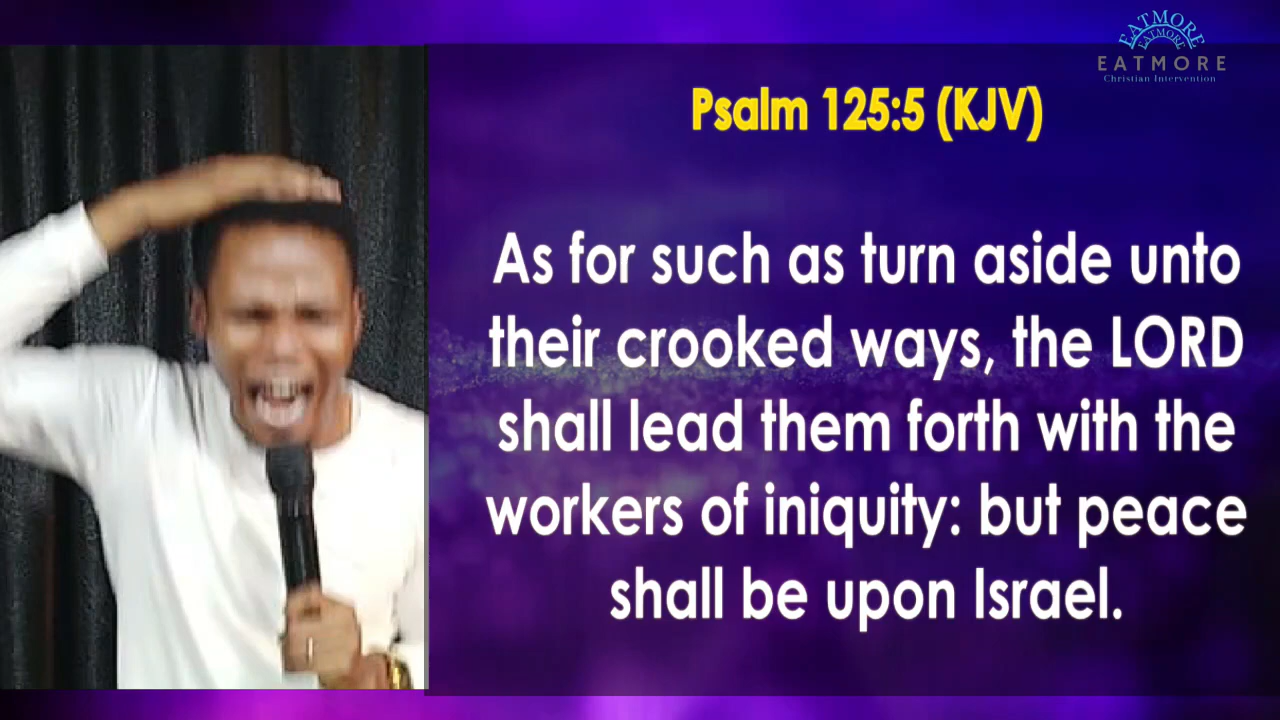 EATMORE
EATMORE
EATMORE
Christian Intervention
Psalm 125:5 (KJV)
As for such as turn aside unto
their crooked ways, the LORD
shall lead them forth with the
workers of iniquity: but peace
shall be upon Israel.